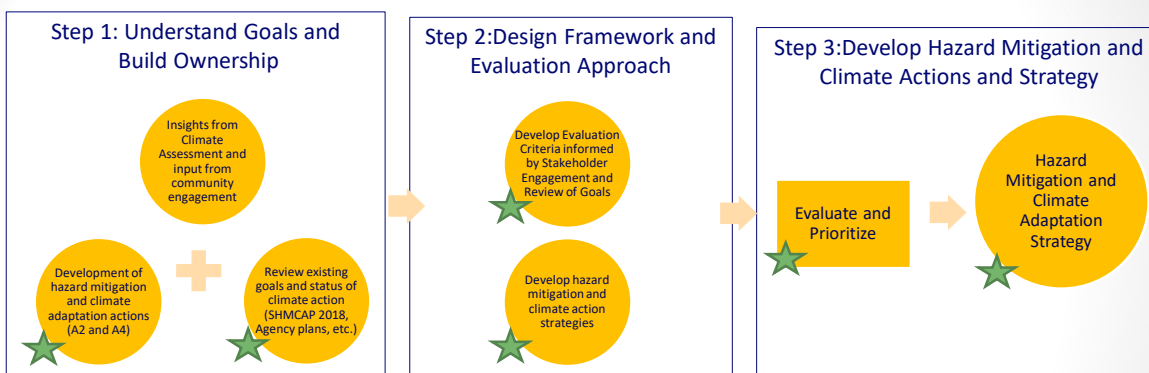 Step 1: Understand Goals and
Build Ownership
Insights from
Climate
Assessment and
input from
community
engagement
Development of
hazard mitigation
and climate
adaptation actions
(A2 and A4)
Review existing
goals and status of
climate action
(SHMCAP 2018,
Agency plans, etc.)
Step 2:Design Framework and
Evaluation Approach
Develop Evaluation
Criteria informed
by Stakeholder
Engagement and
Review of Goals
Develop hazard
mitigation and
climate action
strategies
Step 3:Develop Hazard Mitigation and
Climate Actions and Strategy
Evaluate and
Prioritize
Hazard
Mitigation and
Climate
Adaptation
Strategy